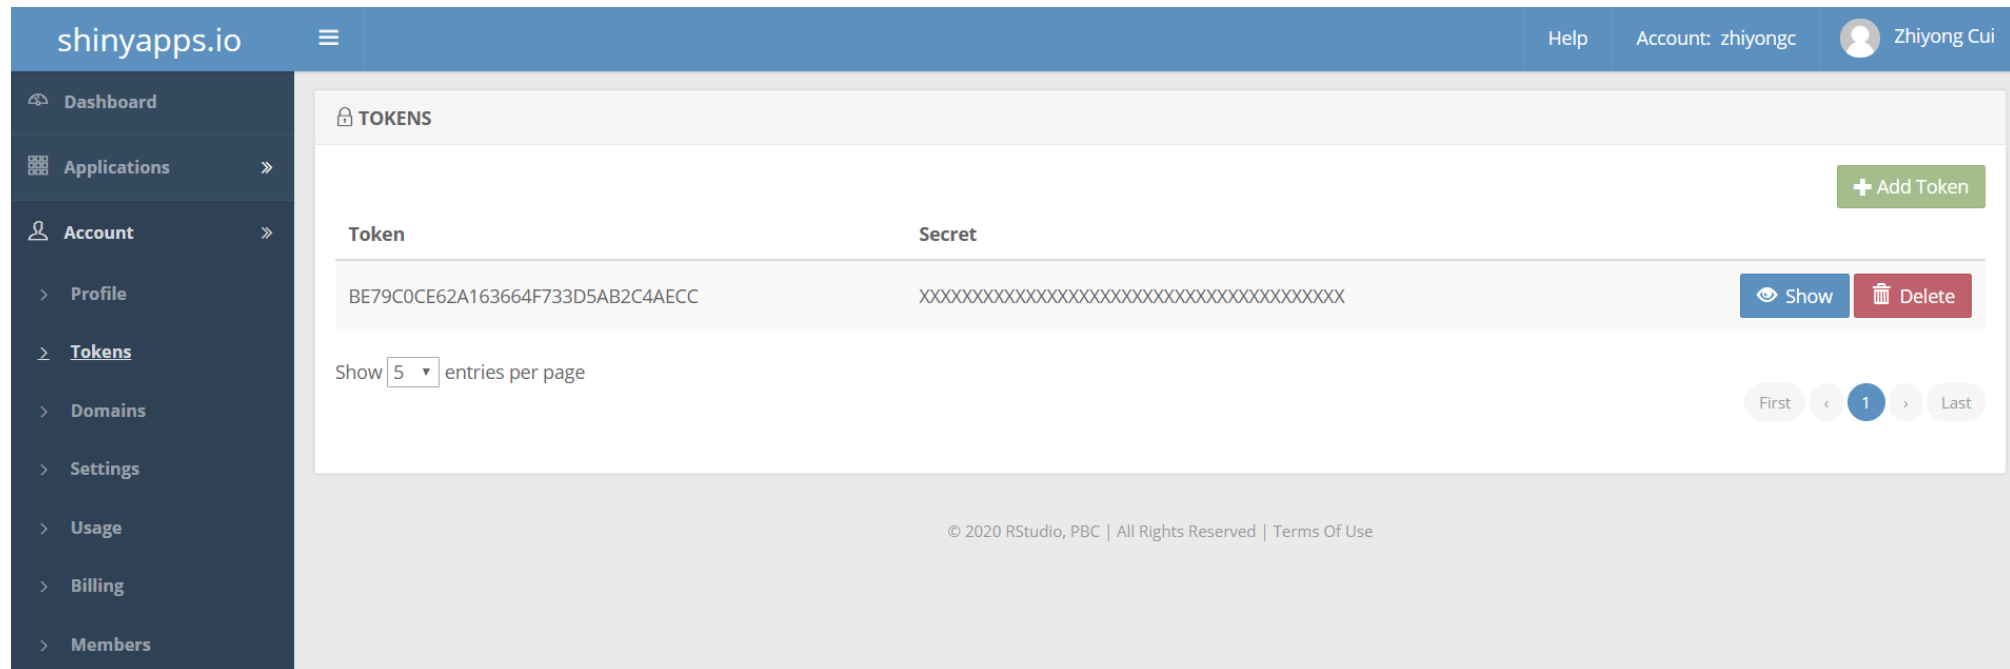 shinyapps.io
Help Account: zhiyongc Zhiyong Cui
Dashboard
Applications
Account
Profile
Tokens
Domains
Settings
Usage
Billing
Members
TOKENS
Add Token
Token Secret
BE79C0CE62A163664F733D5AB2C4AECC XXXXXXXXXXXXXXXXXXXXXXXXXXXXXXXXXXXXXXXX Show Delete
Show 5 entries per page
First ‹ 1 › Last
© 2020 RStudio, PBC | All Rights Reserved | Terms Of Use